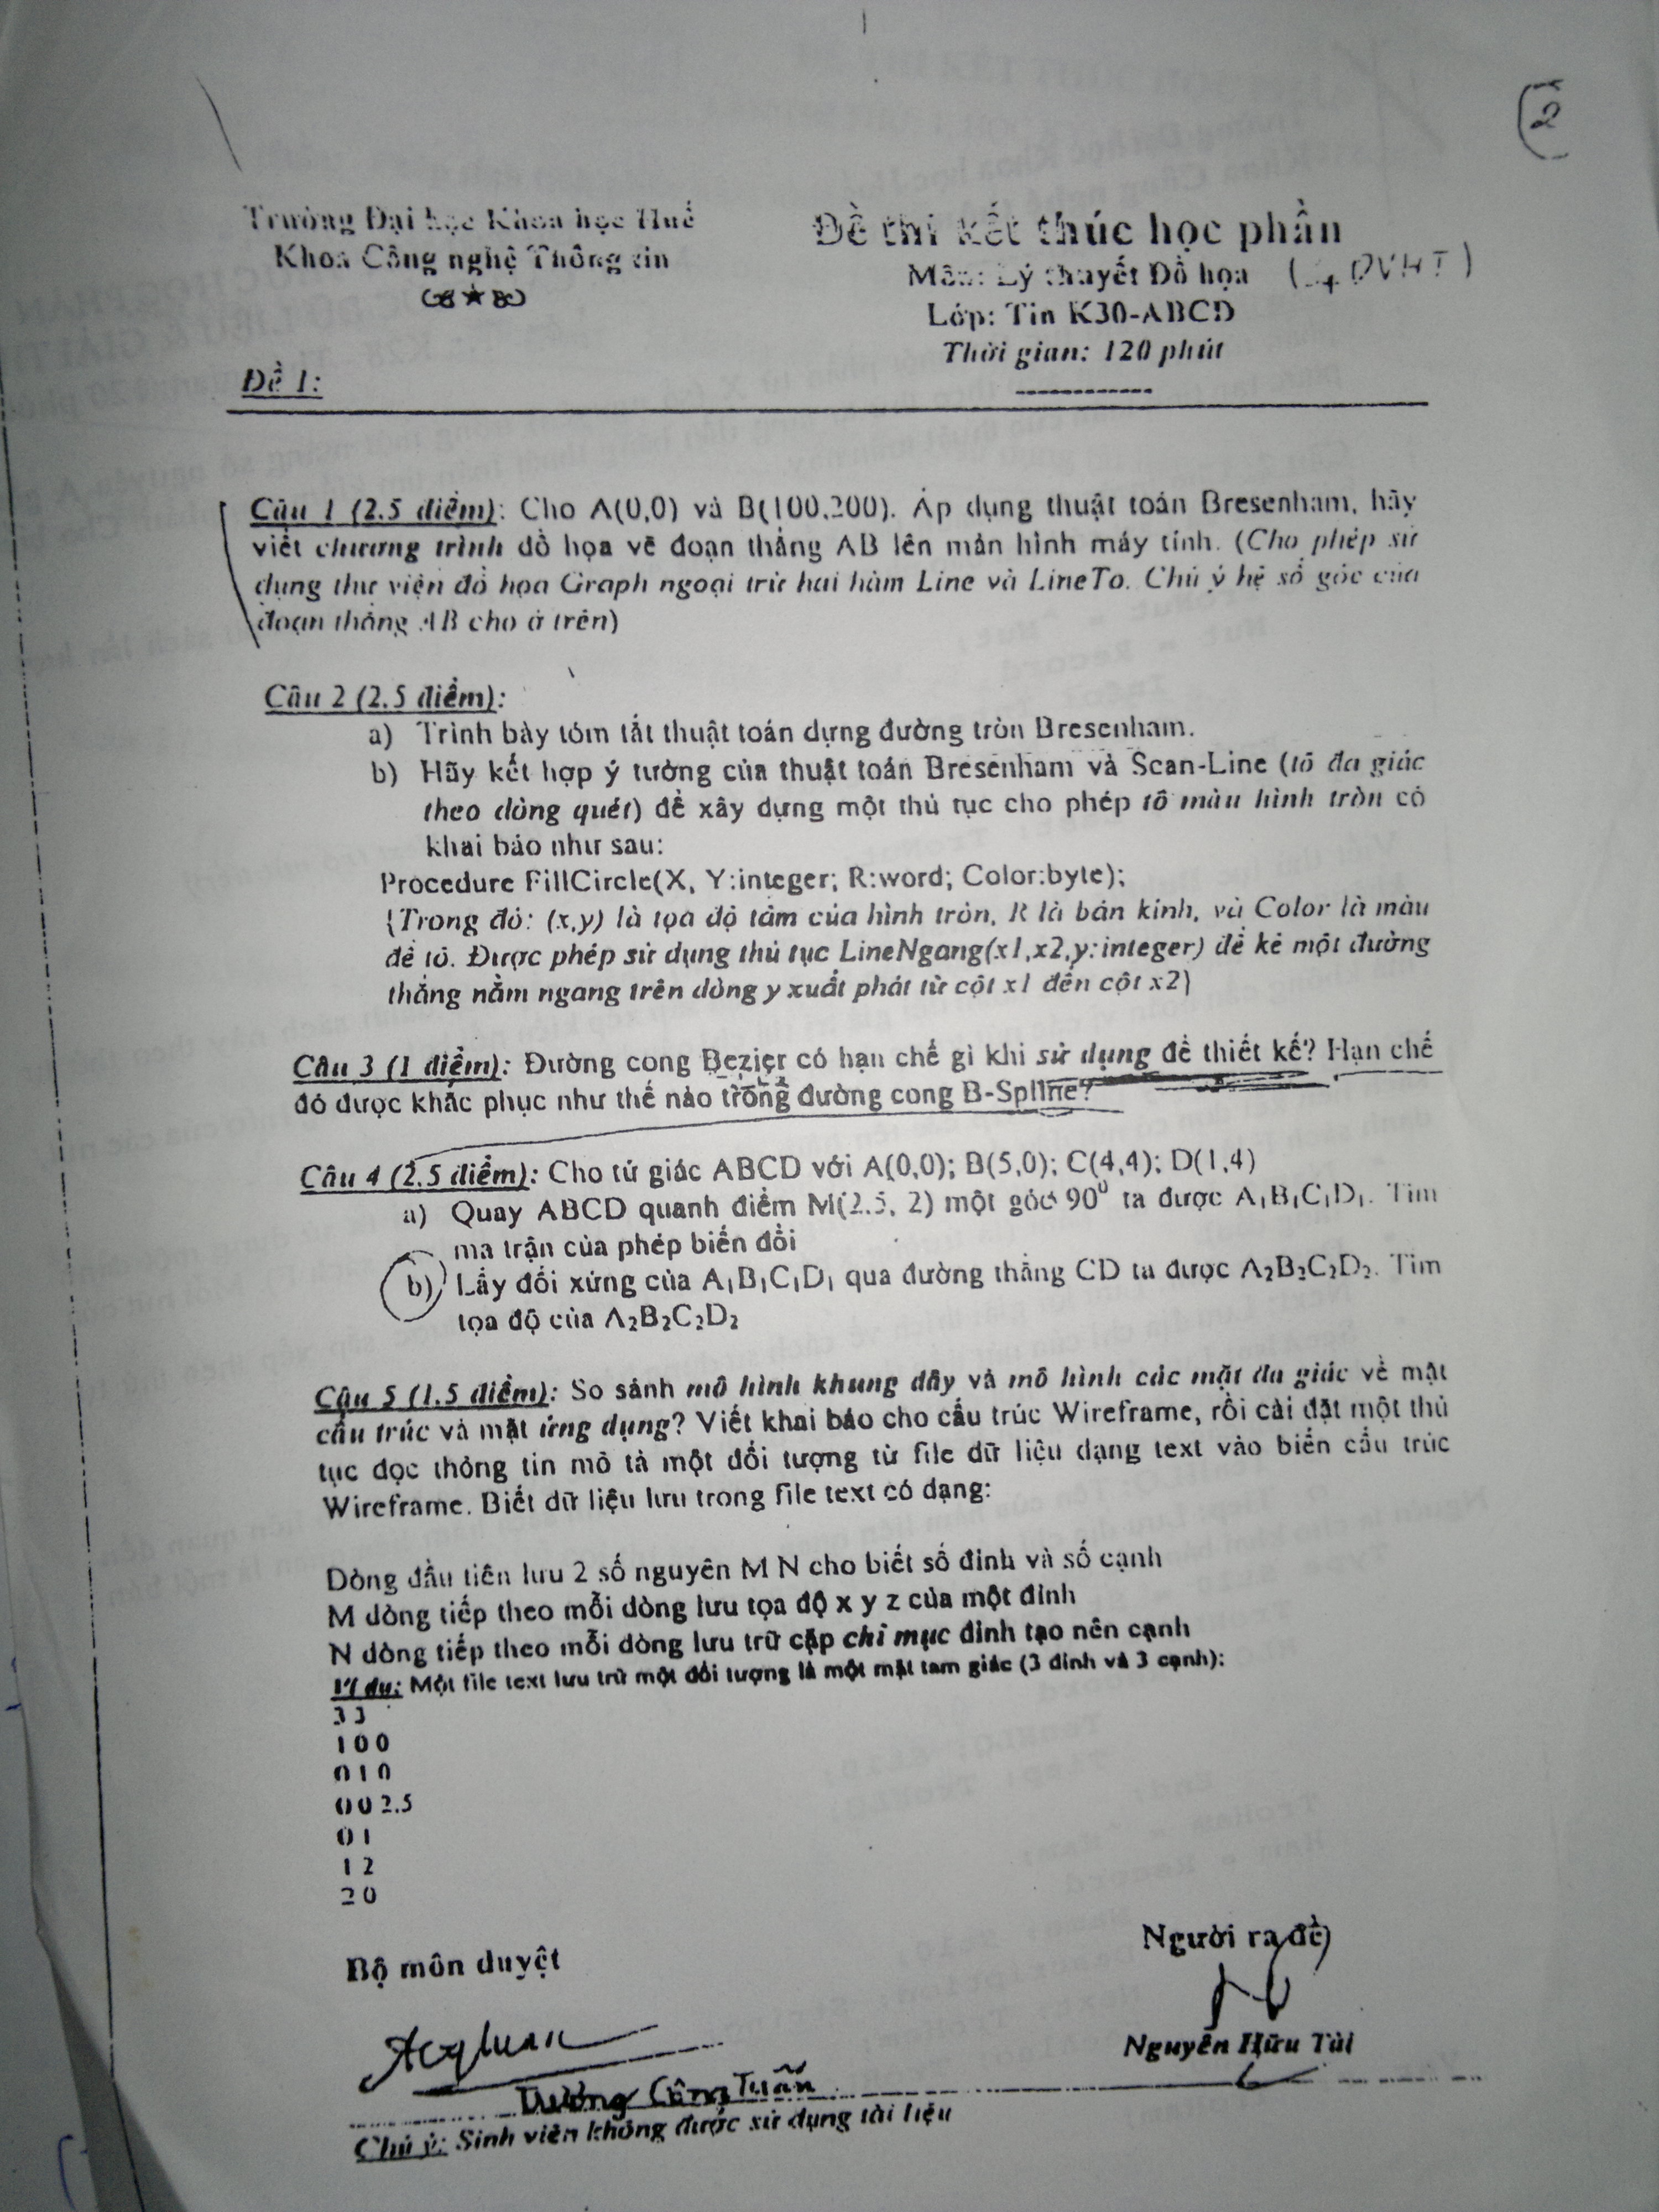 2
Trường Đại học Khoa học Huế
Khoa Công nghệ Thông tin
Đề thi kết thúc học phần
Môn: Lý thuyết Đồ họa (4 ĐVHT)
Lớp: Tin K30-ABCD
Thời gian: 120 phút
Đề 1:
Câu 1 (2.5 điểm): Cho A(0,0) và B(100,200). Áp dụng thuật toán Bresenham, hãy
viết chương trình đồ họa vẽ đoạn thẳng AB lên màn hình máy tính. (Cho phép sử
dụng thư viện đồ họa Graph ngoại trừ hai hàm Line và LineTo. Chú ý hệ số góc của
đoạn thẳng AB cho ở trên)
Câu 2 (2.5 điểm):
a) Trình bày tóm tắt thuật toán dựng đường tròn Bresenham.
b) Hãy kết hợp ý tưởng của thuật toán Bresenham và Scan-Line (tô đa giác
theo dòng quét) để xây dựng một thủ tục cho phép tô màu hình tròn có
khai báo như sau:
Procedure FillCircle(X, Y:integer; R:word; Color:byte);
{Trong đó: (x,y) là tọa độ tâm của hình tròn, R là bán kính, và Color là màu
để tô. Được phép sử dụng thủ tục LineNgang(x1,x2,y:integer) để kẻ một đường
thẳng nằm ngang trên dòng y xuất phát từ cột x1 đến cột x2}
Câu 3 (1 điểm): Đường cong Bezier có hạn chế gì khi sử dụng để thiết kế? Hạn chế
đó được khắc phục như thế nào trong đường cong B-Spline?
Câu 4 (2.5 điểm): Cho tứ giác ABCD với A(0,0); B(5,0); C(4,4); D(1,4)
a) Quay ABCD quanh điểm M(2.5, 2) một góc 90⁰ ta được A₁B₁C₁D₁. Tìm
ma trận của phép biến đổi
b) Lấy đối xứng của A₁B₁C₁D₁ qua đường thẳng CD ta được A₂B₂C₂D₂. Tìm
tọa độ của A₂B₂C₂D₂
Câu 5 (1.5 điểm): So sánh mô hình khung dây và mô hình các mặt đa giác về mặt
cấu trúc và mặt ứng dụng? Viết khai báo cho cấu trúc Wireframe, rồi cài đặt một thủ
tục đọc thông tin mô tả một đối tượng từ file dữ liệu dạng text vào biến cấu trúc
Wireframe. Biết dữ liệu lưu trong file text có dạng:
Dòng đầu tiên lưu 2 số nguyên M N cho biết số đỉnh và số cạnh
M dòng tiếp theo mỗi dòng lưu tọa độ x y z của một đỉnh
N dòng tiếp theo mỗi dòng lưu trữ cặp chỉ mục đỉnh tạo nên cạnh
Ví dụ: Một file text lưu trữ một đối tượng là một mặt tam giác (3 đỉnh và 3 cạnh):
3 3
1 0 0
0 1 0
0 0 2.5
0 1
1 2
2 0
Bộ môn duyệt
Người ra đề
Trương Công Tuấn
Nguyễn Hữu Tài
Chú ý: Sinh viên không được sử dụng tài liệu